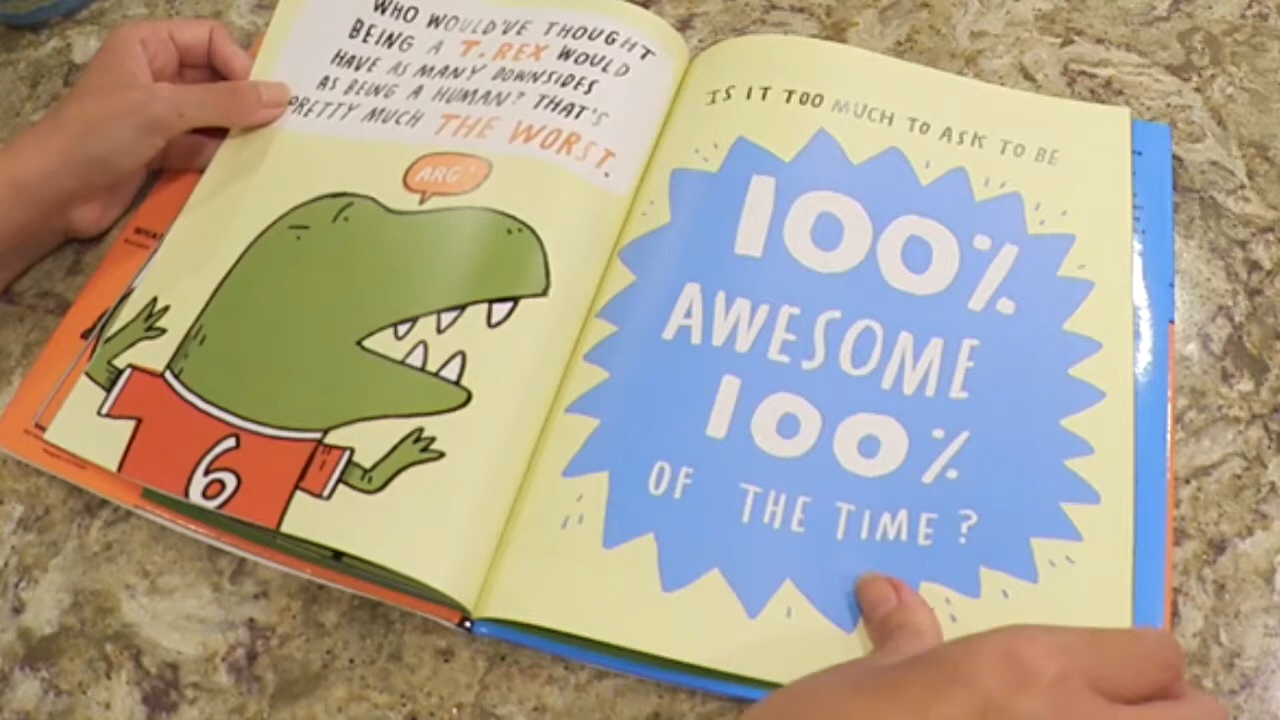 WHO WOULD'VE THOUGHT
BEING A T. REX WOULD
HAVE AS MANY DOWNSIDES
AS BEING A HUMAN? THAT'S
PRETTY MUCH THE WORST.
ARG!
6
IS IT TOO MUCH TO ASK TO BE
100%
AWESOME
100%
OF THE TIME?